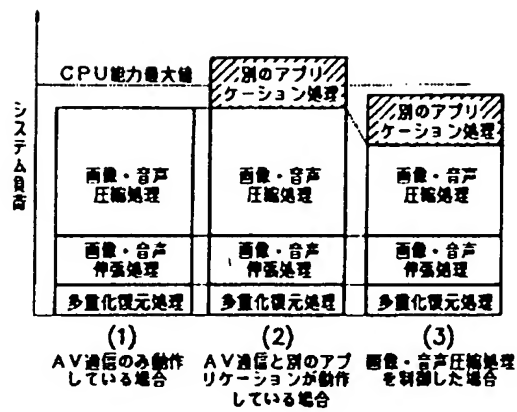 CPU能力最大値
システム負荷
画像・音声
圧縮処理
画像・音声
伸張処理
多重化復元処理
別のアプリ
ケーション処理
画像・音声
圧縮処理
画像・音声
伸張処理
多重化復元処理
別のアプリ
ケーション処理
画像・音声
圧縮処理
画像・音声
伸張処理
多重化復元処理
(1)
AV通信のみ動作
している場合
(2)
AV通信と別のアプ
リケーションが動作
している場合
(3)
画像・音声圧縮処理
を制御した場合